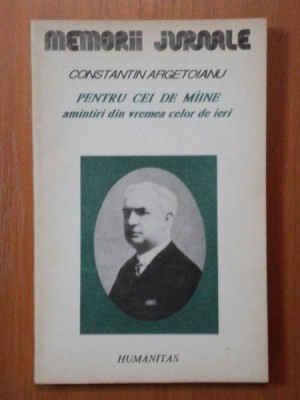 MEMORII JURNALE
CONSTANTIN ARGETOIANU
PENTRU CEI DE MÎINE
amintiri din vremea celor de ieri
HUMANITAS